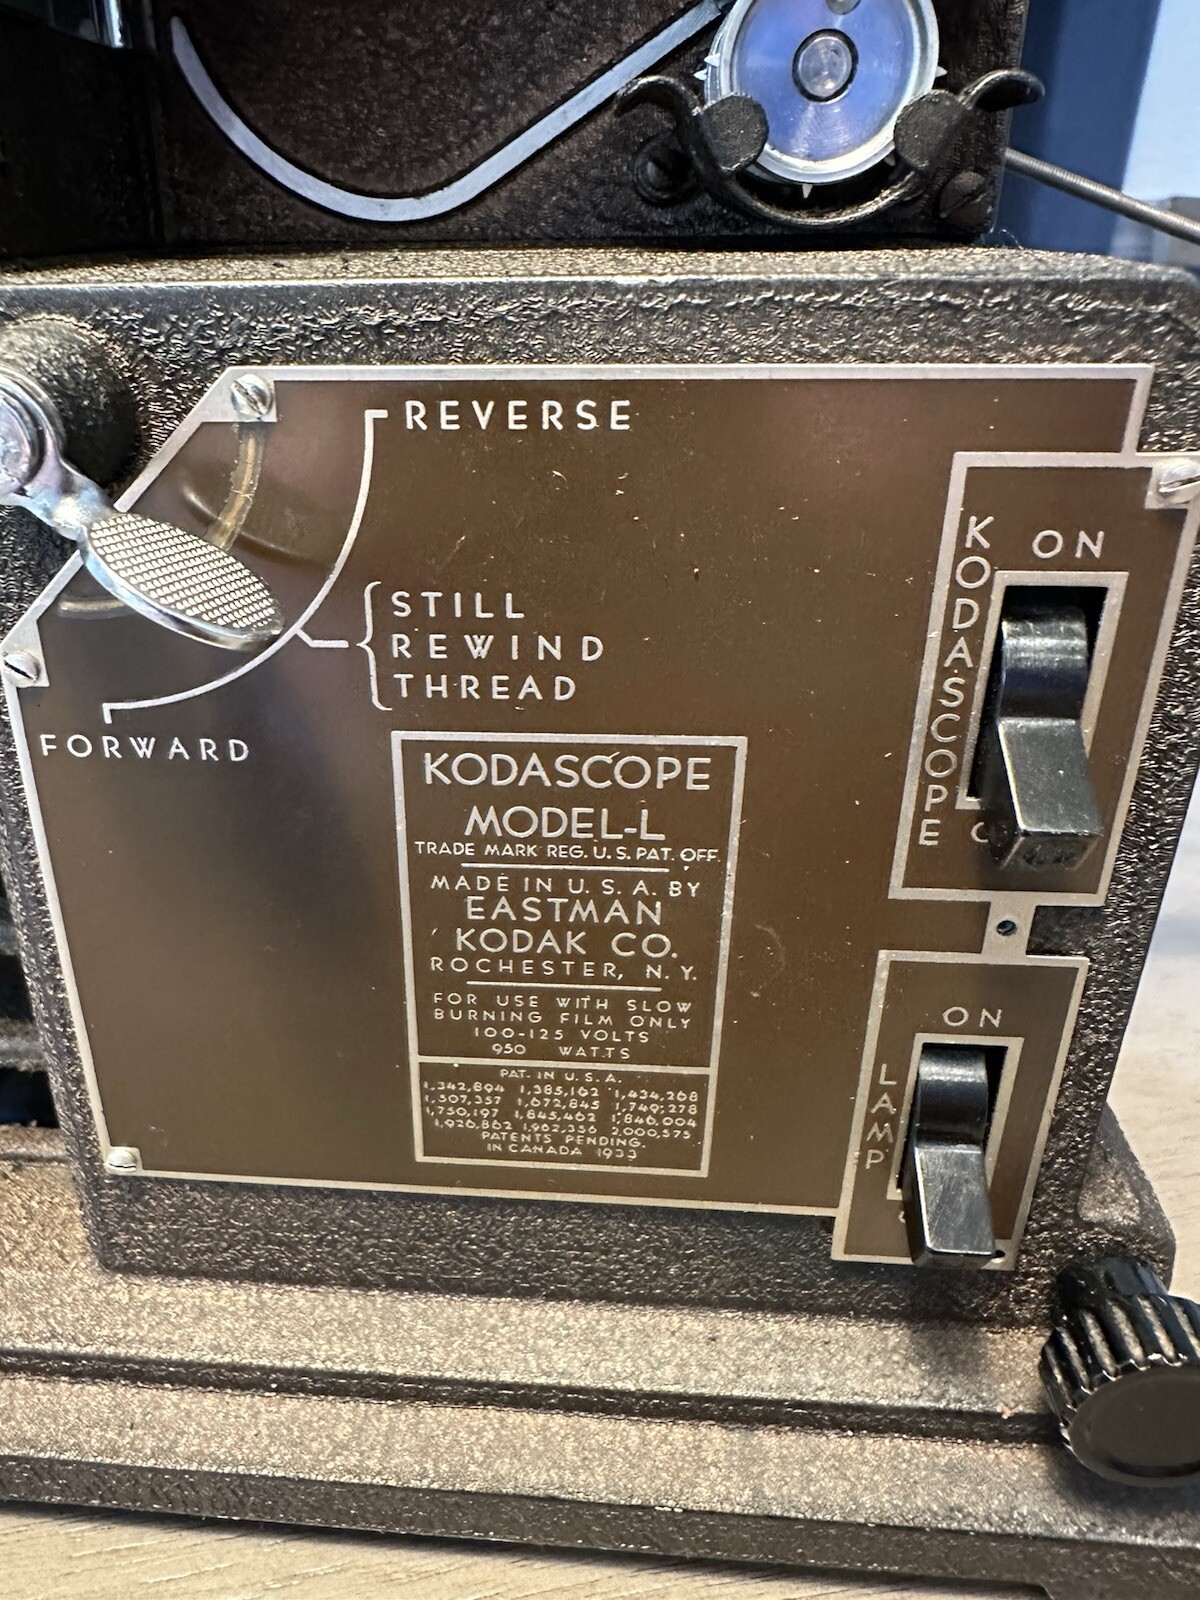 REVERSE
STILL
REWIND
THREAD
FORWARD
KODASCOPE
ON
KODASCOPE
MODEL-L
TRADE MARK REG. U.S. PAT. OFF.
MADE IN U. S. A. BY
EASTMAN
KODAK CO.
ROCHESTER, N. Y.
FOR USE WITH SLOW
BURNING FILM ONLY
100-125 VOLTS
950 WATTS
PAT. IN U. S. A.
1,342,894 1,385,162 1,434,268
1,507,357 1,672,845 1,749,278
1,750,197 1,845,462 1,846,004
1,926,862 1,962,356 2,000,575
PATENTS PENDING.
IN CANADA 1933
LAMP
ON